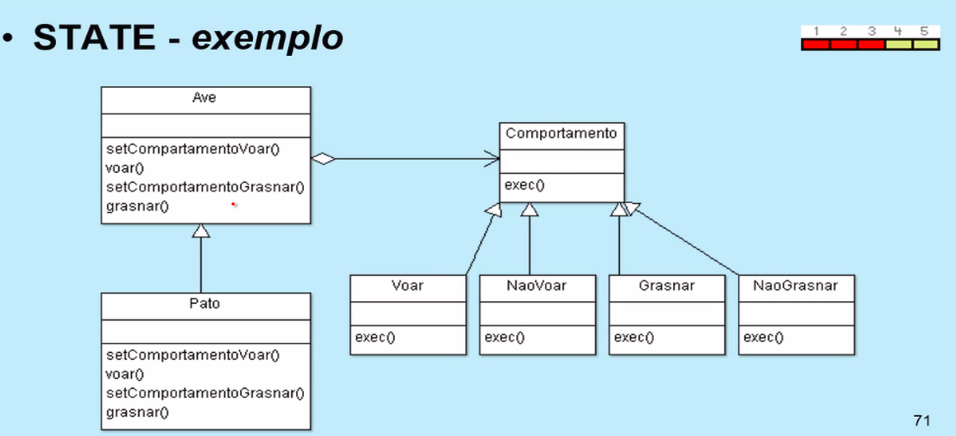 • STATE - exemplo
1 2 3 4 5
Ave
setCompartamentoVoar()
voar()
setComportamentoGrasnar()
grasnar()
Comportamento
exec()
Pato
setComportamentoVoar()
voar()
setComportamentoGrasnar()
grasnar()
Voar
exec()
NaoVoar
exec()
Grasnar
exec()
NaoGrasnar
exec()
71